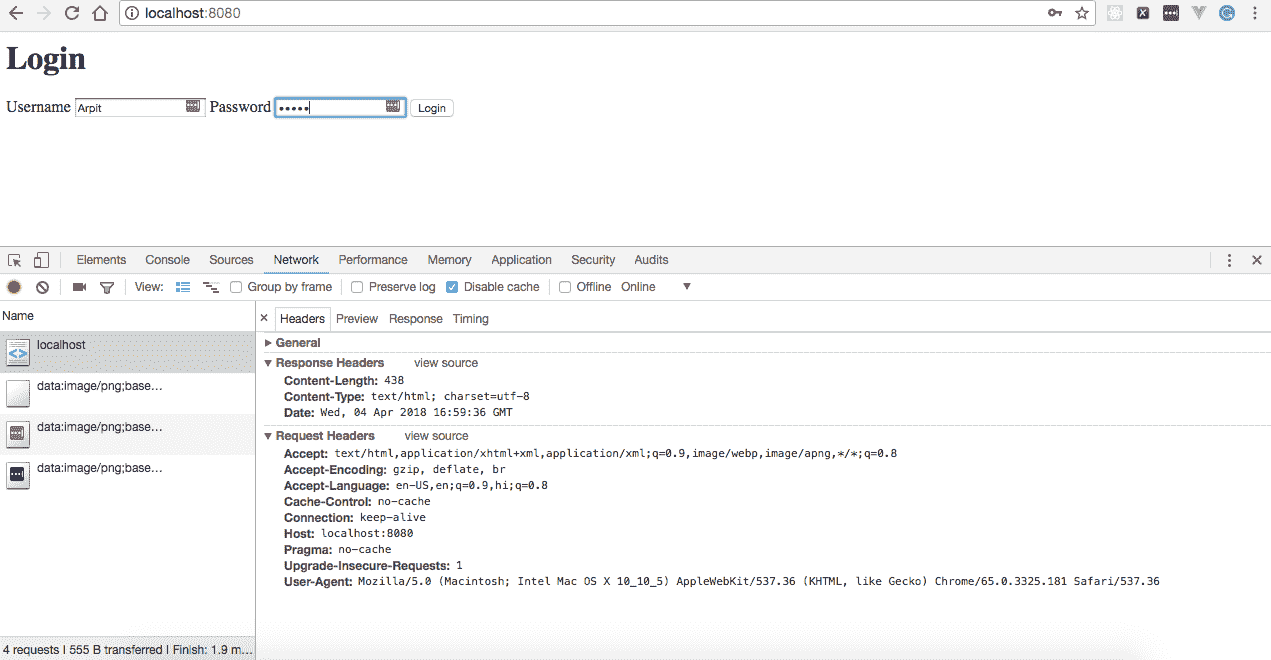 localhost:8080
Login
Username Arpit Password ••••• Login
Elements Console Sources Network Performance Memory Application Security Audits
View: Group by frame Preserve log Disable cache Offline Online
Name
Headers Preview Response Timing
localhost
data:image/png;base...
data:image/png;base...
data:image/png;base...
General
Response Headers view source
Content-Length: 438
Content-Type: text/html; charset=utf-8
Date: Wed, 04 Apr 2018 16:59:36 GMT
Request Headers view source
Accept: text/html,application/xhtml+xml,application/xml;q=0.9,image/webp,image/apng,*/*;q=0.8
Accept-Encoding: gzip, deflate, br
Accept-Language: en-US,en;q=0.9,hi;q=0.8
Cache-Control: no-cache
Connection: keep-alive
Host: localhost:8080
Pragma: no-cache
Upgrade-Insecure-Requests: 1
User-Agent: Mozilla/5.0 (Macintosh; Intel Mac OS X 10_10_5) AppleWebKit/537.36 (KHTML, like Gecko) Chrome/65.0.3325.181 Safari/537.36
4 requests | 555 B transferred | Finish: 1.9 m...